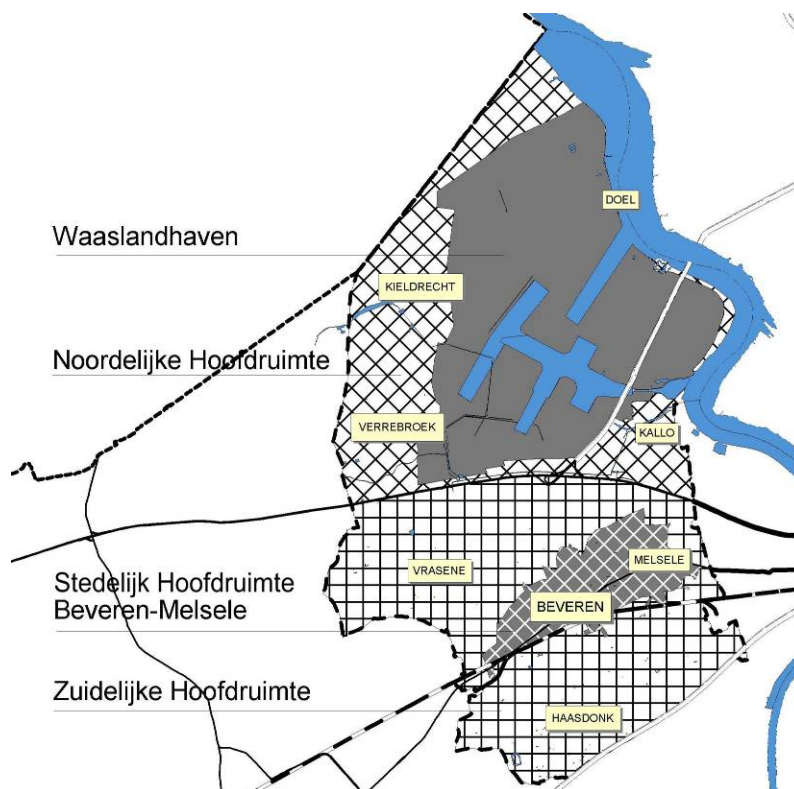 DOEL
Waaslandhaven
KIELDRECHT
Noordelijke Hoofdruimte
VERREBROEK
KALLO
VRASENE
MELSELE
Stedelijk Hoofdruimte
Beveren-Melsele
BEVEREN
Zuidelijke Hoofdruimte
HAASDONK